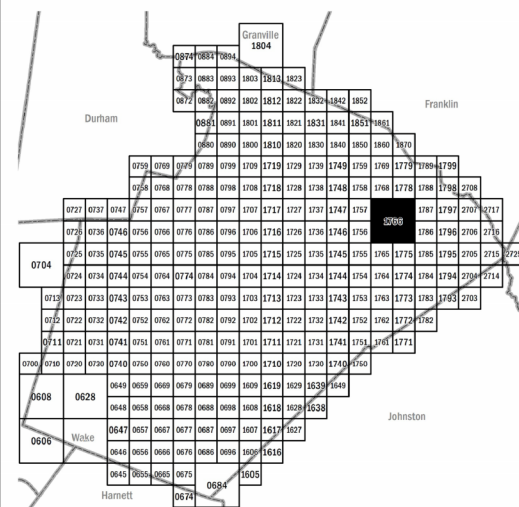 Granville
1804
0874 0884 0894
0873 0883 0893 1803 1813 1823
0872 0882 0892 1802 1812 1822 1832 1842 1852
Franklin
Durham
0881 0891 1801 1811 1821 1831 1841 1851 1861
0880 0890 1800 1810 1820 1830 1840 1850 1860 1870
0759 0769 0779 0789 0799 1709 1719 1729 1739 1749 1759 1769 1779 1789 1799
0758 0768 0778 0788 0798 1708 1718 1728 1738 1748 1758 1768 1778 1788 1798 2708
0727 0737 0747 0757 0767 0777 0787 0797 1707 1717 1727 1737 1747 1757 1787 1797 2707 2717
1766
0726 0736 0746 0756 0766 0776 0786 0796 1706 1716 1726 1736 1746 1756 1786 1796 2706 2716
0704
0725 0735 0745 0755 0765 0775 0785 0795 1705 1715 1725 1735 1745 1755 1765 1775 1785 1795 2705 2715 2725
0724 0734 0744 0754 0764 0774 0784 0794 1704 1714 1724 1734 1744 1754 1764 1774 1784 1794 2704 2714
0713 0723 0733 0743 0753 0763 0773 0783 0793 1703 1713 1723 1733 1743 1753 1763 1773 1783 1793 2703
0712 0722 0732 0742 0752 0762 0772 0782 0792 1702 1712 1722 1732 1742 1752 1762 1772 1782
0711 0721 0731 0741 0751 0761 0771 0781 0791 1701 1711 1721 1731 1741 1751 1761 1771
0700 0710 0720 0730 0740 0750 0760 0770 0780 0790 1700 1710 1720 1730 1740 1750
0608 0628
0649 0659 0669 0679 0689 0699 1609 1619 1629 1639 1649
0648 0658 0668 0678 0688 0698 1608 1618 1628 1638
Johnston
0606 Wake
0647 0657 0667 0677 0687 0697 1607 1617 1627
0646 0656 0666 0676 0686 0696 1606 1616
0645 0655 0665 0675 0684 1605
Harnett
0674